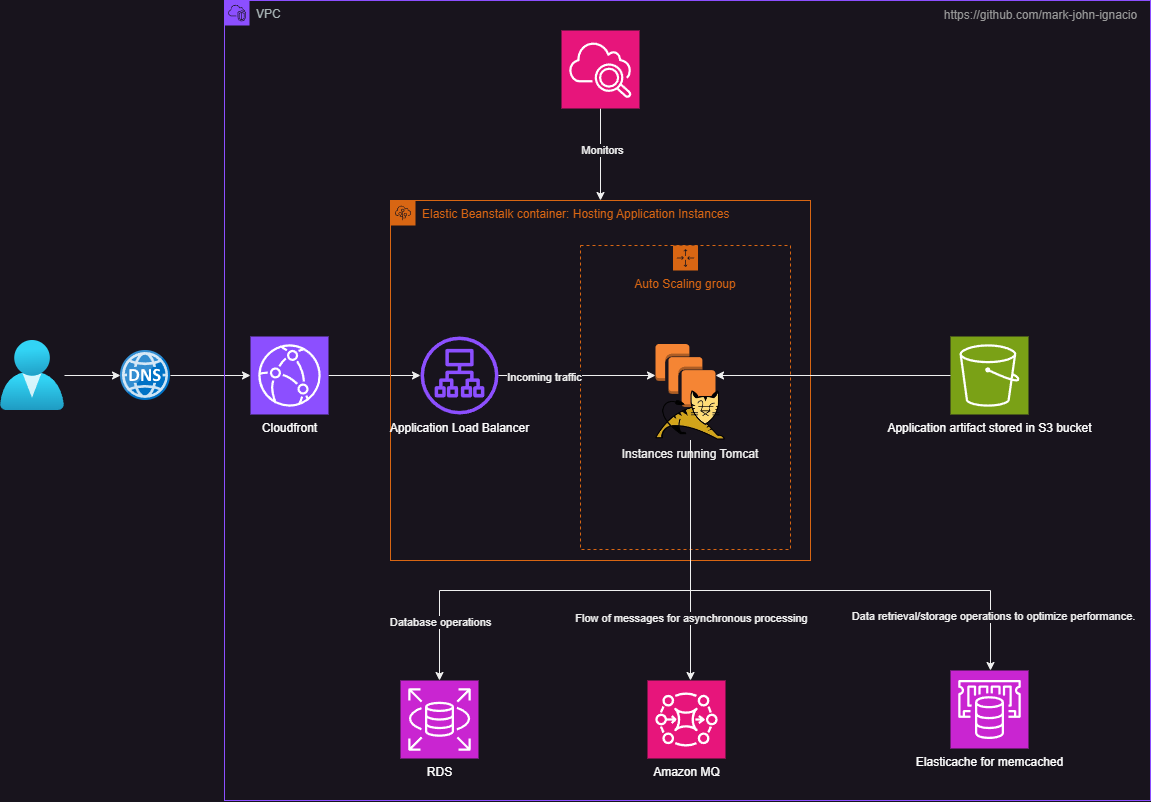 VPC
https://github.com/mark-john-ignacio
Monitors
Elastic Beanstalk container: Hosting Application Instances
Auto Scaling group
DNS
Incoming traffic
Cloudfront
Application Load Balancer
Application artifact stored in S3 bucket
Instances running Tomcat
Database operations
Flow of messages for asynchronous processing
Data retrieval/storage operations to optimize performance.
RDS
Amazon MQ
Elasticache for memcached